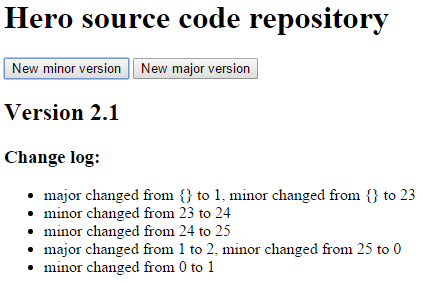 Hero source code repository
New minor version New major version
Version 2.1
Change log:
• major changed from {} to 1, minor changed from {} to 23
• minor changed from 23 to 24
• minor changed from 24 to 25
• major changed from 1 to 2, minor changed from 25 to 0
• minor changed from 0 to 1